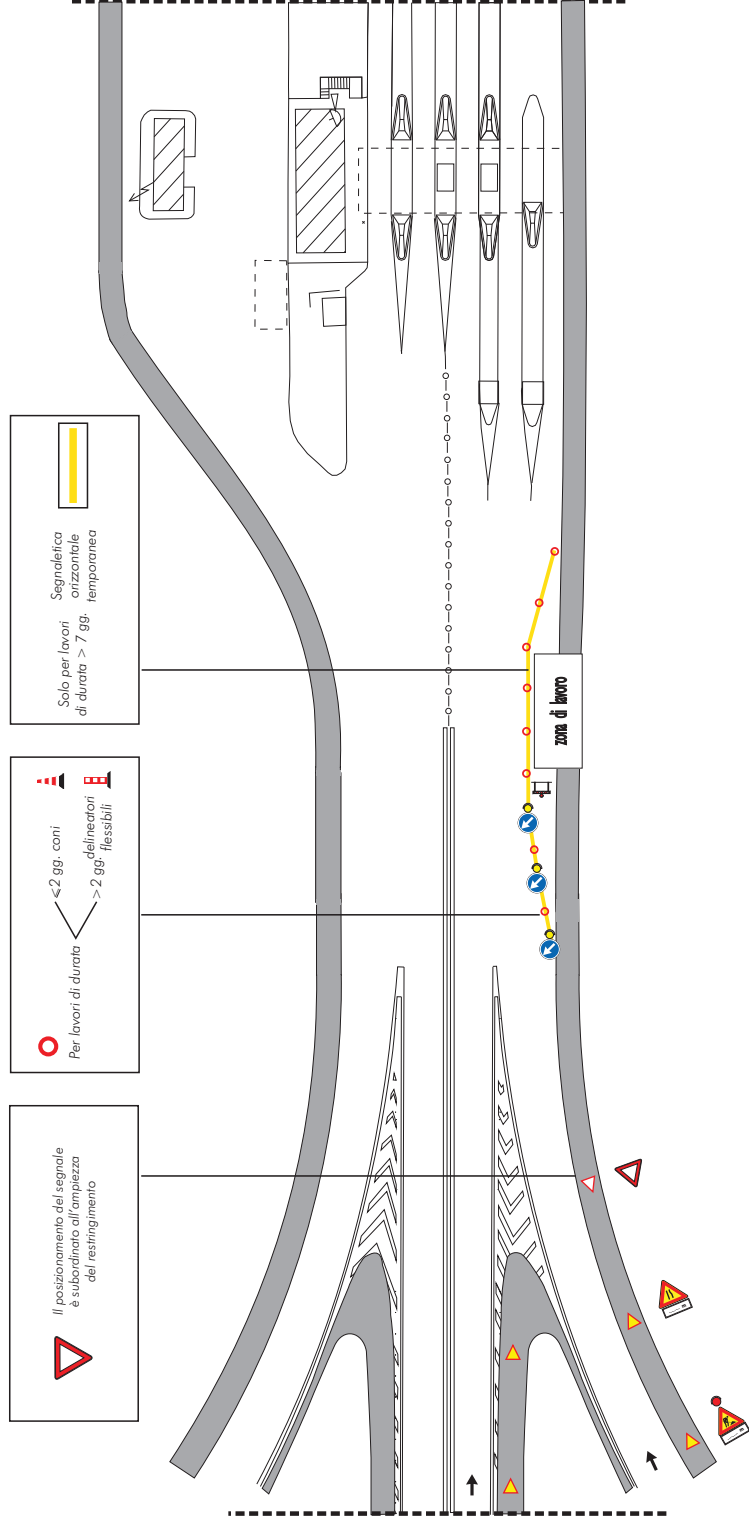 Solo per lavori
di durata > 7 gg.
Segnaletica
orizzontale
temporanea
Per lavori di durata
⩽2 gg. coni
>2 gg. delineatori
flessibili
Il posizionamento del segnale
è subordinato all'ampiezza
del restringimento
zona di lavoro